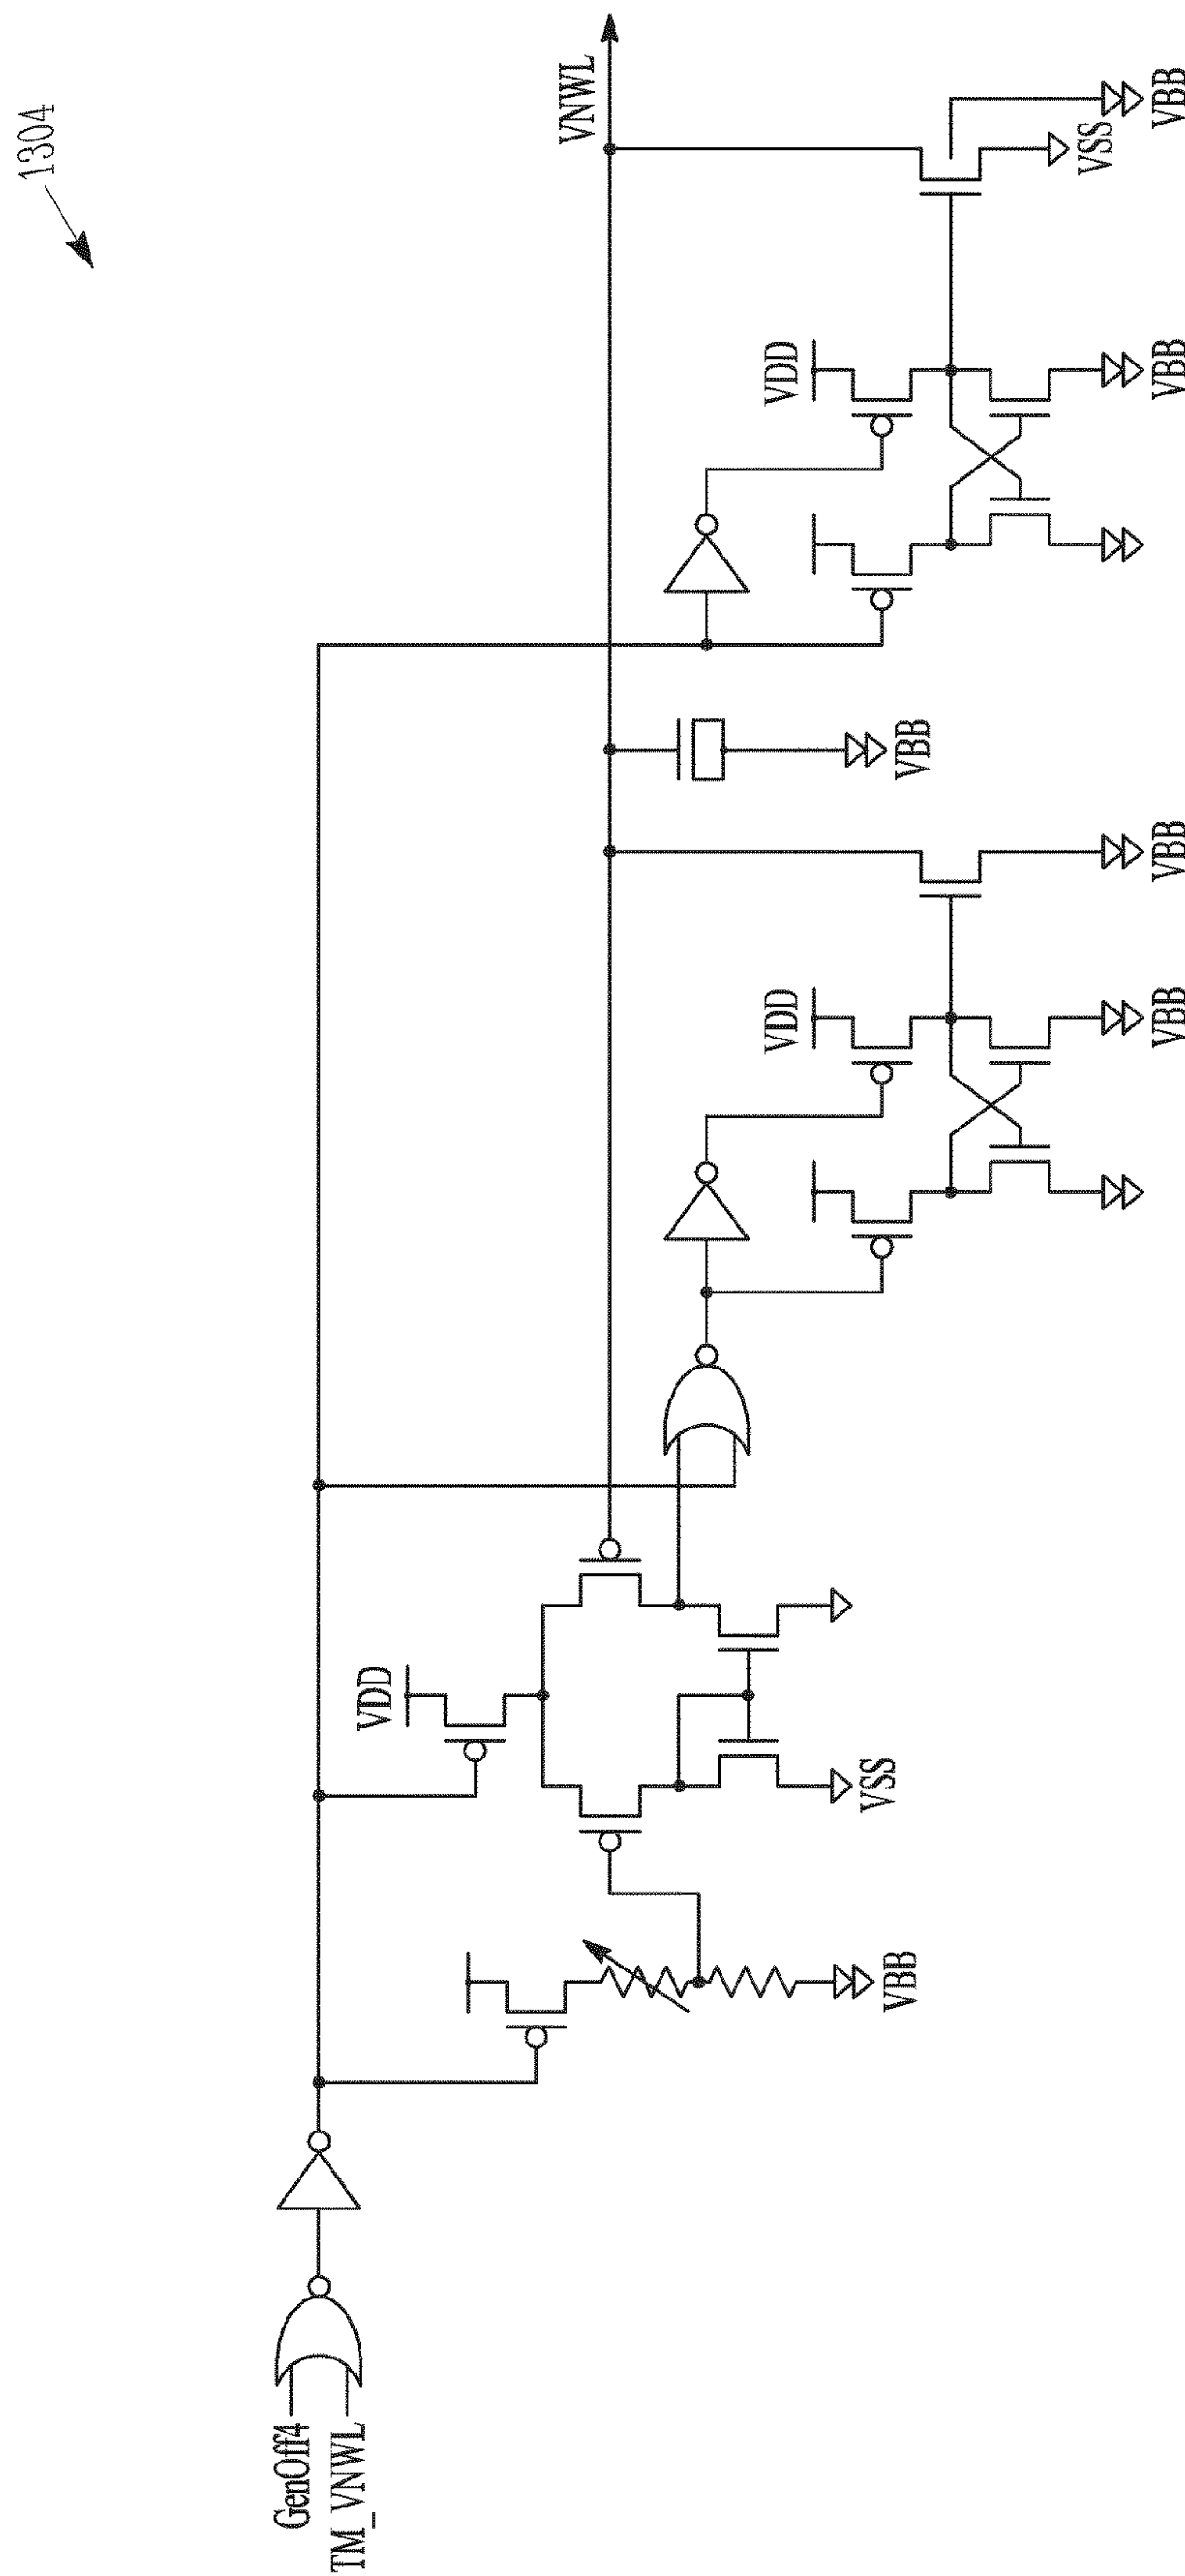 1304
GenOff4
TM_VNWL
VBB
VDD
VSS
VDD
VBB
VBB
VBB
VDD
VBB
VNWL
VSS
VBB